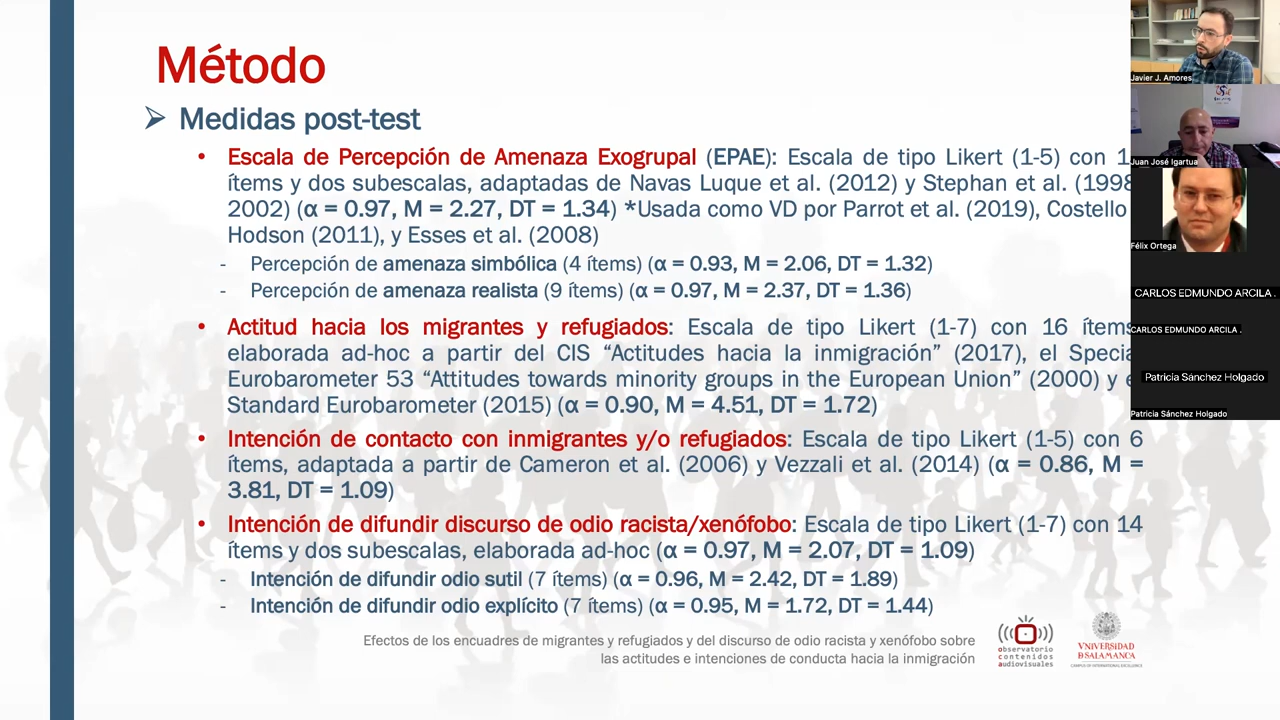 Método
➢ Medidas post-test
• Escala de Percepción de Amenaza Exogrupal (EPAE): Escala de tipo Likert (1-5) con
ítems y dos subescalas, adaptadas de Navas Luque et al. (2012) y Stephan et al. (1998
2002) (α = 0.97, M = 2.27, DT = 1.34) *Usada como VD por Parrot et al. (2019), Costello
Hodson (2011), y Esses et al. (2008)
- Percepción de amenaza simbólica (4 ítems) (α = 0.93, M = 2.06, DT = 1.32)
- Percepción de amenaza realista (9 ítems) (α = 0.97, M = 2.37, DT = 1.36)
• Actitud hacia los migrantes y refugiados: Escala de tipo Likert (1-7) con 16 ítems
elaborada ad-hoc a partir del CIS “Actitudes hacia la inmigración” (2017), el Specia
Eurobarometer 53 “Attitudes towards minority groups in the European Union” (2000) y e
Standard Eurobarometer (2015) (α = 0.90, M = 4.51, DT = 1.72)
• Intención de contacto con inmigrantes y/o refugiados: Escala de tipo Likert (1-5) con 6
ítems, adaptada a partir de Cameron et al. (2006) y Vezzali et al. (2014) (α = 0.86, M =
3.81, DT = 1.09)
• Intención de difundir discurso de odio racista/xenófobo: Escala de tipo Likert (1-7) con 14
ítems y dos subescalas, elaborada ad-hoc (α = 0.97, M = 2.07, DT = 1.09)
- Intención de difundir odio sutil (7 ítems) (α = 0.96, M = 2.42, DT = 1.89)
- Intención de difundir odio explícito (7 ítems) (α = 0.95, M = 1.72, DT = 1.44)
Efectos de los encuadres de migrantes y refugiados y del discurso de odio racista y xenófobo sobre
las actitudes e intenciones de conducta hacia la inmigración
observatorio
contenidos
audiovisuales
VNiVERSiDAD
D SALAMANCA
CAMPUS OF INTERNATIONAL EXCELLENCE
Javier J. Amores
Juan José Igartua
Félix Ortega
CARLOS EDMUNDO ARCILA .
CARLOS EDMUNDO ARCILA .
Patricia Sánchez Holgado
Patricia Sánchez Holgado